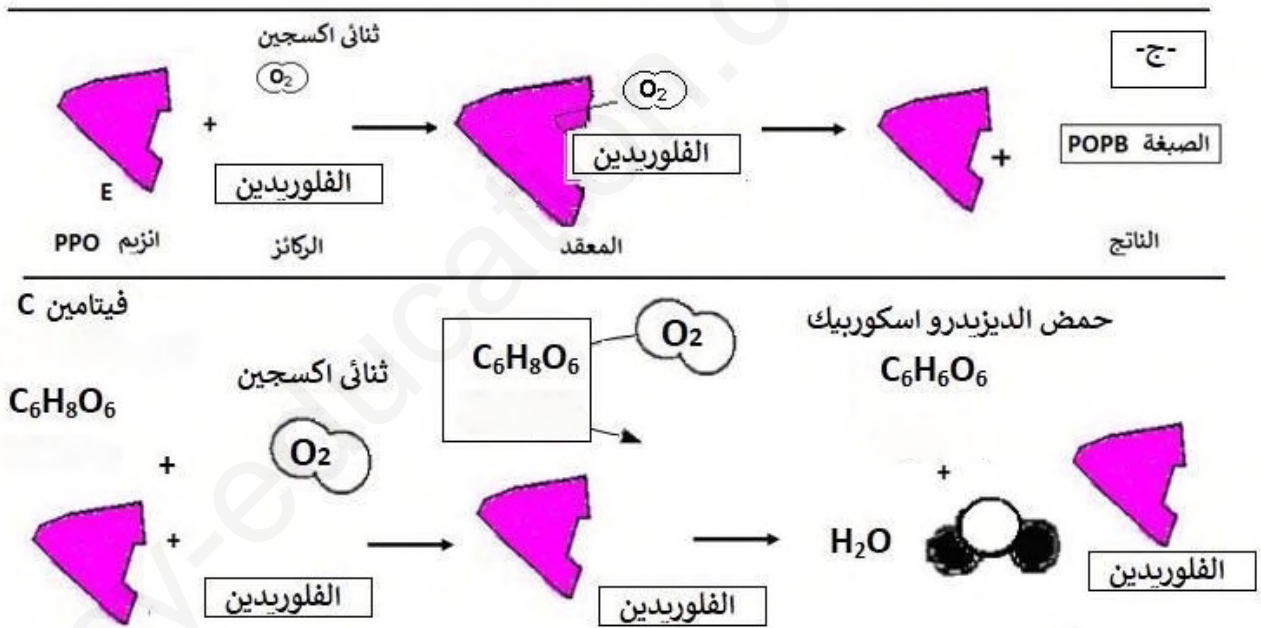 ثنائى اكسجين
-ج-
O2
O2
+
الفلوريدين
الفلوريدين
+
الصبغة POPB
E
انزيم PPO
الركائز
المعقد
الناتج
فيتامين C
C₆H₈O₆
ثنائى اكسجين
C₆H₈O₆
O2
حمض الديزيدرو اسكوربيك
C₆H₆O₆
+
O2
+
+
H₂O
الفلوريدين
الفلوريدين
الفلوريدين